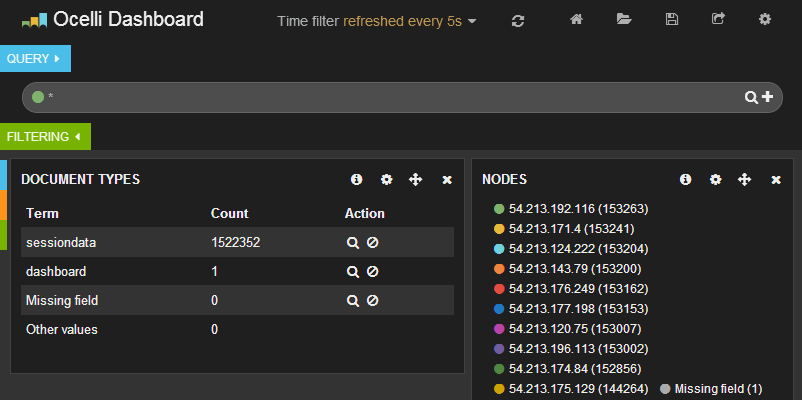 Ocelli Dashboard
Time filter refreshed every 5s
QUERY
*
FILTERING
DOCUMENT TYPES
Term Count Action
sessiondata 1522352
dashboard 1
Missing field 0
Other values 0
NODES
54.213.192.116 (153263)
54.213.171.4 (153241)
54.213.124.222 (153204)
54.213.143.79 (153200)
54.213.176.249 (153162)
54.213.177.198 (153153)
54.213.120.75 (153007)
54.213.196.113 (153002)
54.213.174.84 (152856)
54.213.175.129 (144264) Missing field (1)